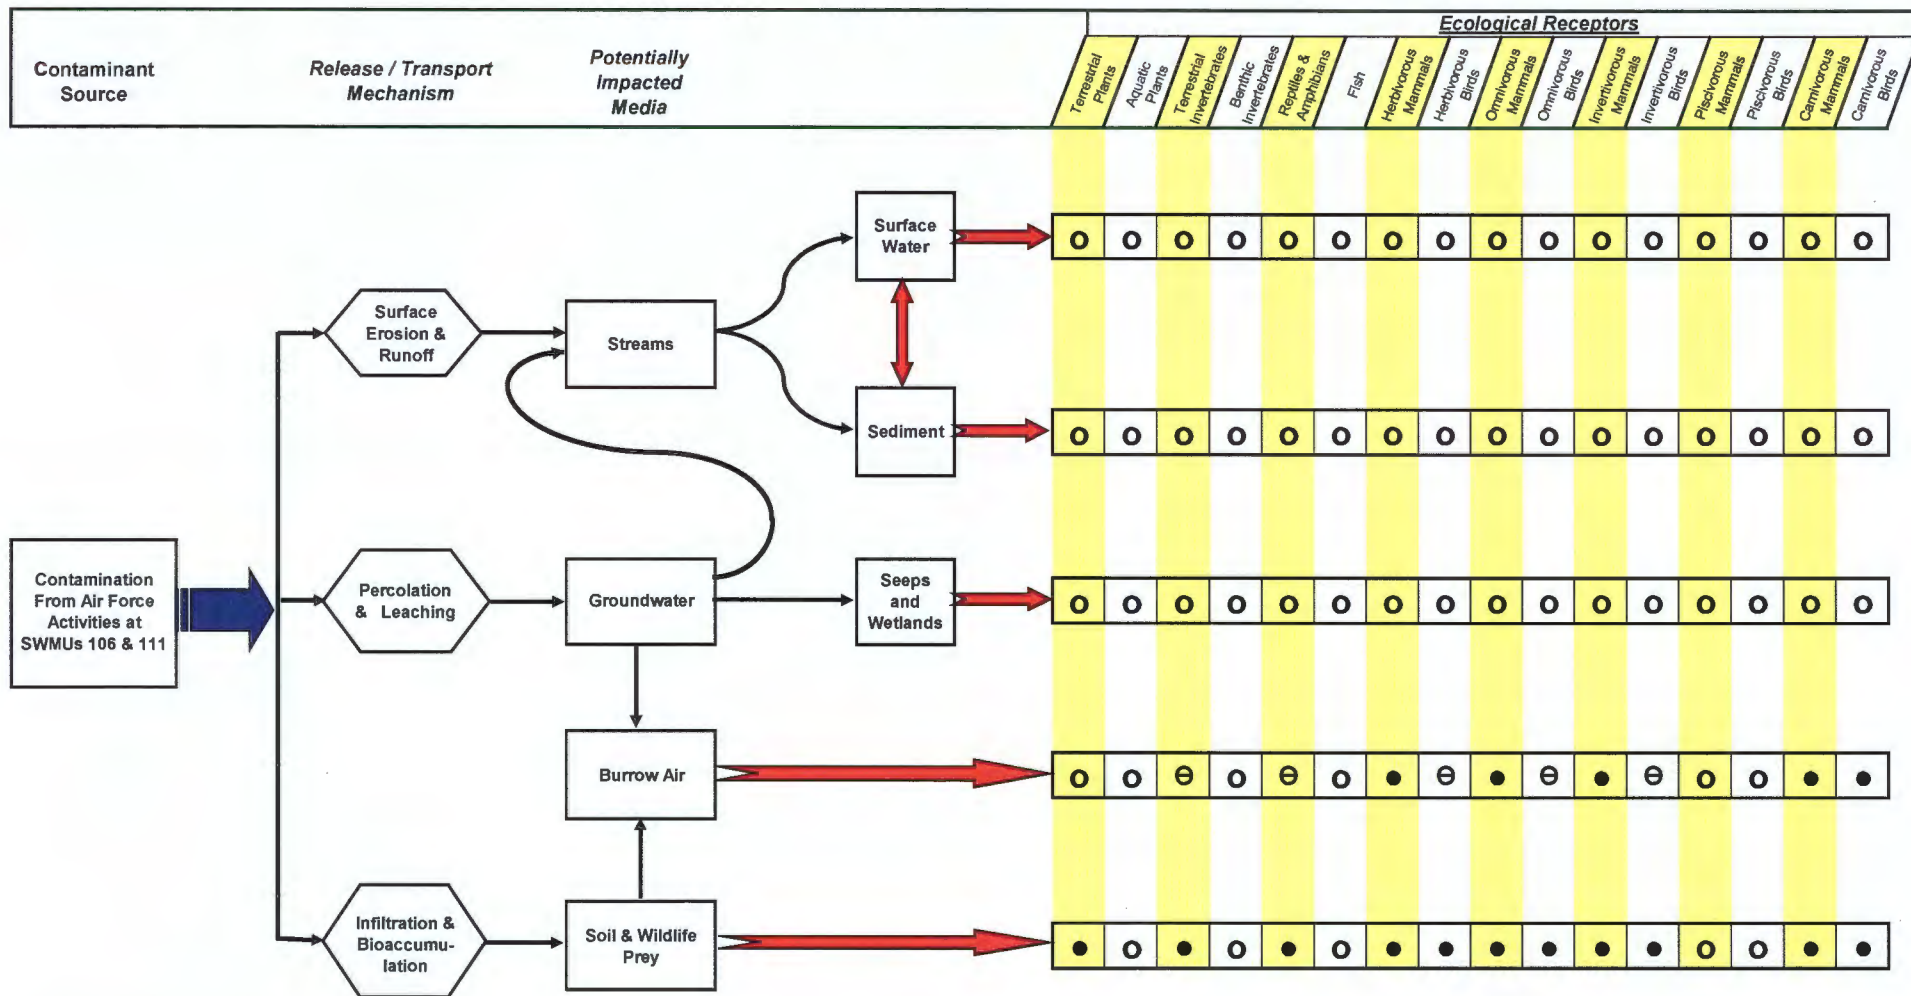 Ecological Receptors
Contaminant
Source
Release / Transport
Mechanism
Potentially
Impacted
Media
Terrestrial
Plants
Aquatic
Plants
Terrestrial
Invertebrates
Benthic
Invertebrates
Reptiles &
Amphibians
Fish
Herbivorous
Mammals
Herbivorous
Birds
Omnivorous
Mammals
Omnivorous
Birds
Invertivorous
Mammals
Invertivorous
Birds
Piscivorous
Mammals
Piscivorous
Birds
Carnivorous
Mammals
Carnivorous
Birds
Surface
Water
Surface
Erosion &
Runoff
Streams
Sediment
Contamination
From Air Force
Activities at
SWMUs 106 & 111
Percolation
& Leaching
Groundwater
Seeps
and
Wetlands
Burrow Air
Infiltration &
Bioaccumu-
lation
Soil & Wildlife
Prey